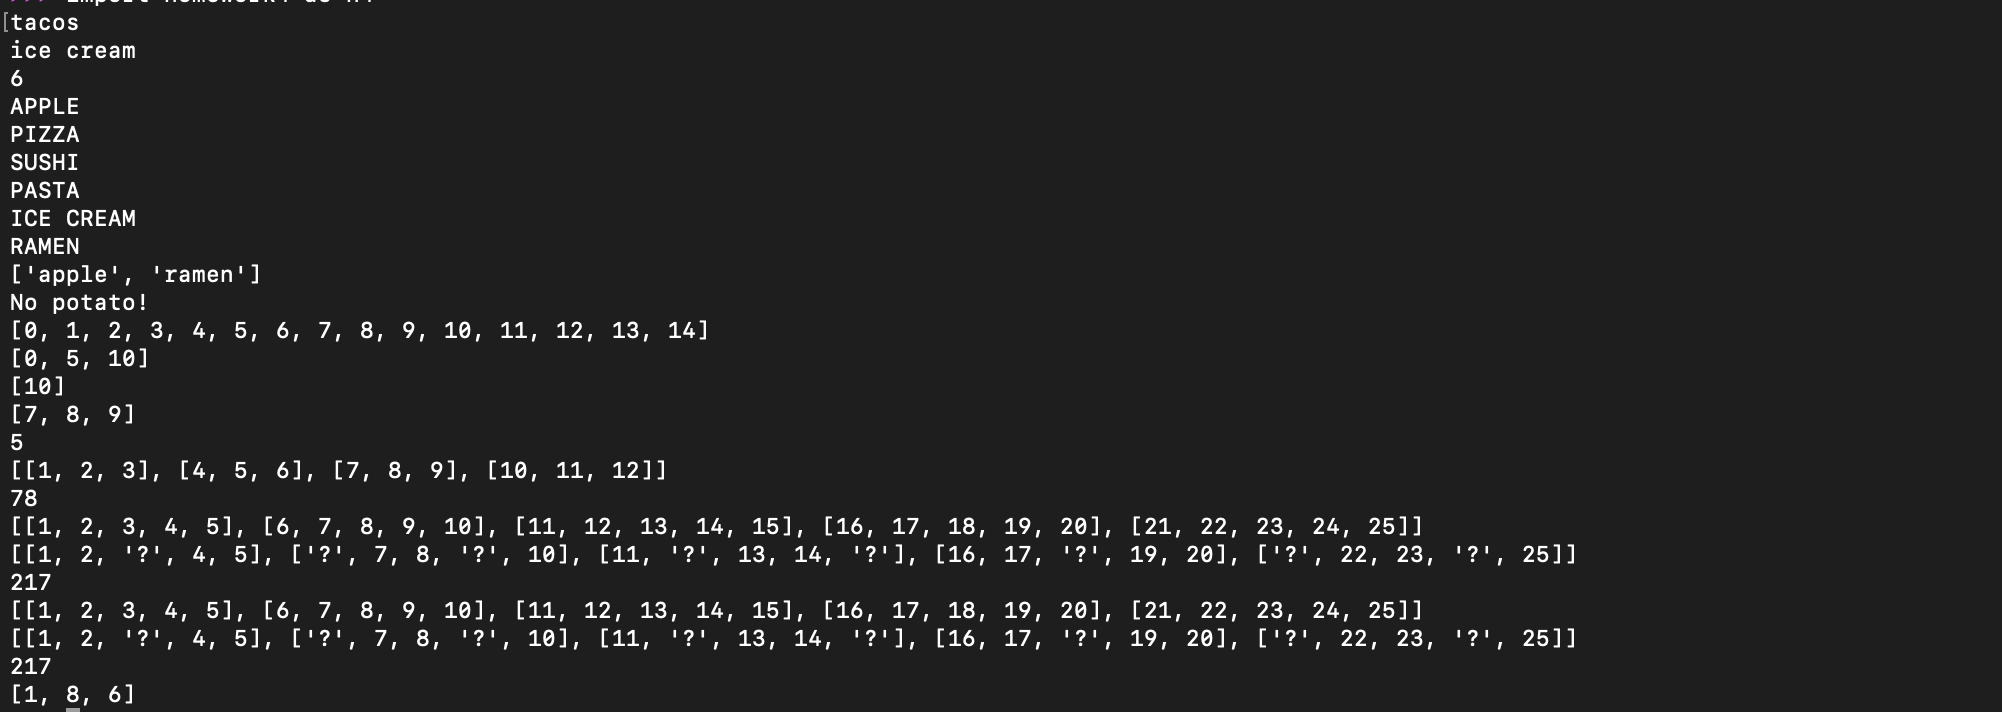 tacos
ice cream
6
APPLE
PIZZA
SUSHI
PASTA
ICE CREAM
RAMEN
['apple', 'ramen']
No potato!
[0, 1, 2, 3, 4, 5, 6, 7, 8, 9, 10, 11, 12, 13, 14]
[0, 5, 10]
[10]
[7, 8, 9]
5
[[1, 2, 3], [4, 5, 6], [7, 8, 9], [10, 11, 12]]
78
[[1, 2, 3, 4, 5], [6, 7, 8, 9, 10], [11, 12, 13, 14, 15], [16, 17, 18, 19, 20], [21, 22, 23, 24, 25]]
[[1, 2, '?', 4, 5], ['?', 7, 8, '?', 10], [11, '?', 13, 14, '?'], [16, 17, '?', 19, 20], ['?', 22, 23, '?', 25]]
217
[[1, 2, 3, 4, 5], [6, 7, 8, 9, 10], [11, 12, 13, 14, 15], [16, 17, 18, 19, 20], [21, 22, 23, 24, 25]]
[[1, 2, '?', 4, 5], ['?', 7, 8, '?', 10], [11, '?', 13, 14, '?'], [16, 17, '?', 19, 20], ['?', 22, 23, '?', 25]]
217
[1, 8, 6]